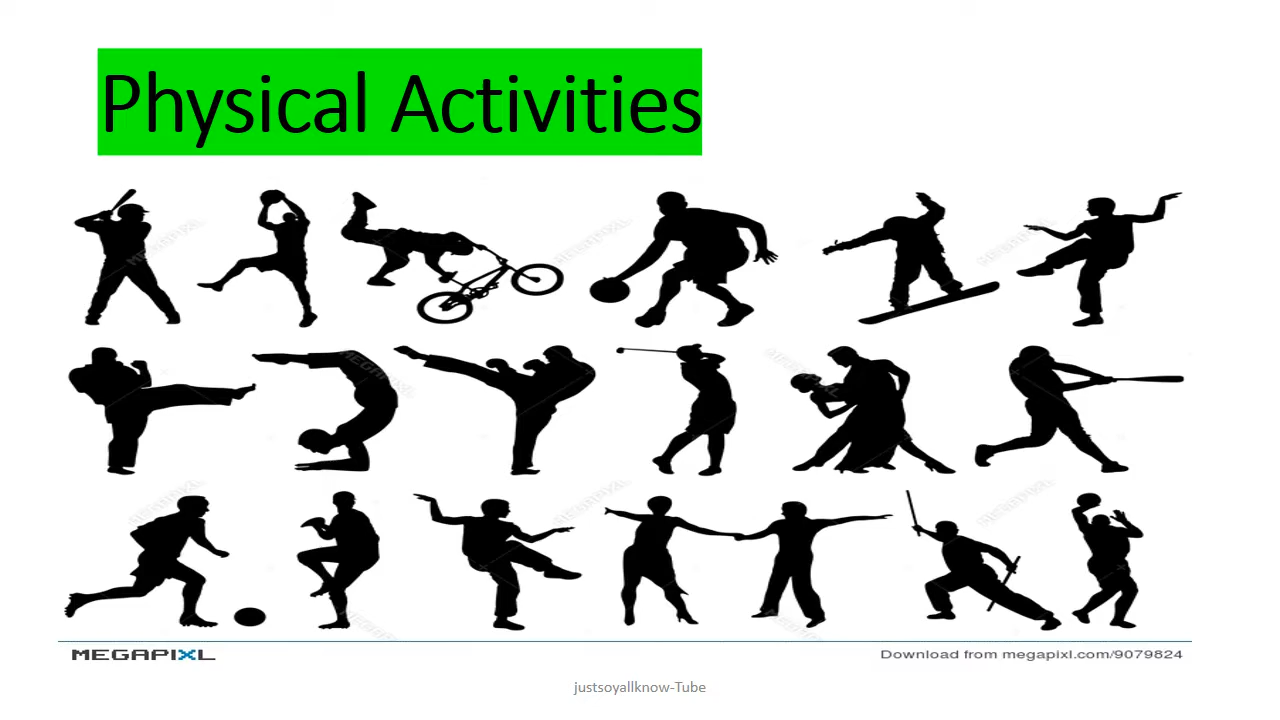 Physical Activities
MEGAPIXL
Download from megapixl.com/9079824
justsoyallknow-Tube